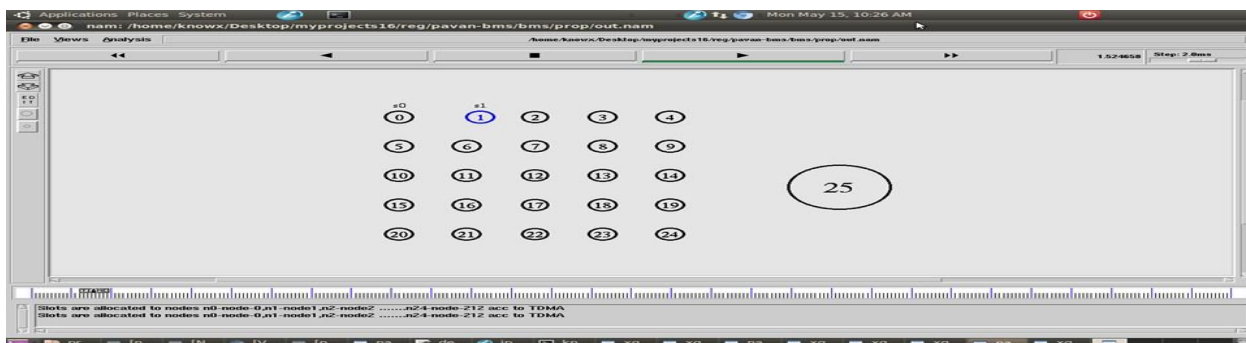 Applications Places System Mon May 15, 10:26 AM
nam: /home/knowx/Desktop/myprojects16/reg/pavan-bms/bms/prop/out.nam
File Views Analysis /home/knowx/Desktop/myprojects16/reg/pavan-bms/bms/prop/out.nam
1.524658 Step: 2.0ms
s0 s1
0 1 2 3 4
5 6 7 8 9
10 11 12 13 14
25
15 16 17 18 19
20 21 22 23 24
Slots are allocated to nodes n0-node-0,n1-node1,n2-node2 .......n24-node-212 acc to TDMA
Slots are allocated to nodes n0-node-0,n1-node1,n2-node2 .......n24-node-212 acc to TDMA